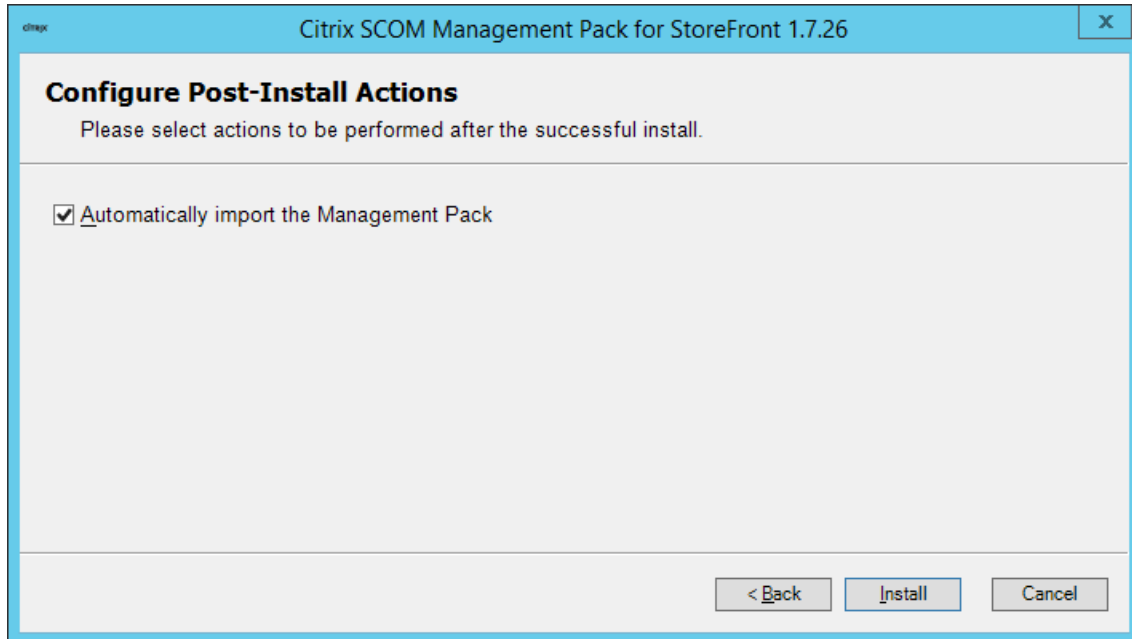 citrix
Citrix SCOM Management Pack for StoreFront 1.7.26
x
Configure Post-Install Actions
Please select actions to be performed after the successful install.
Automatically import the Management Pack
< Back
Install
Cancel